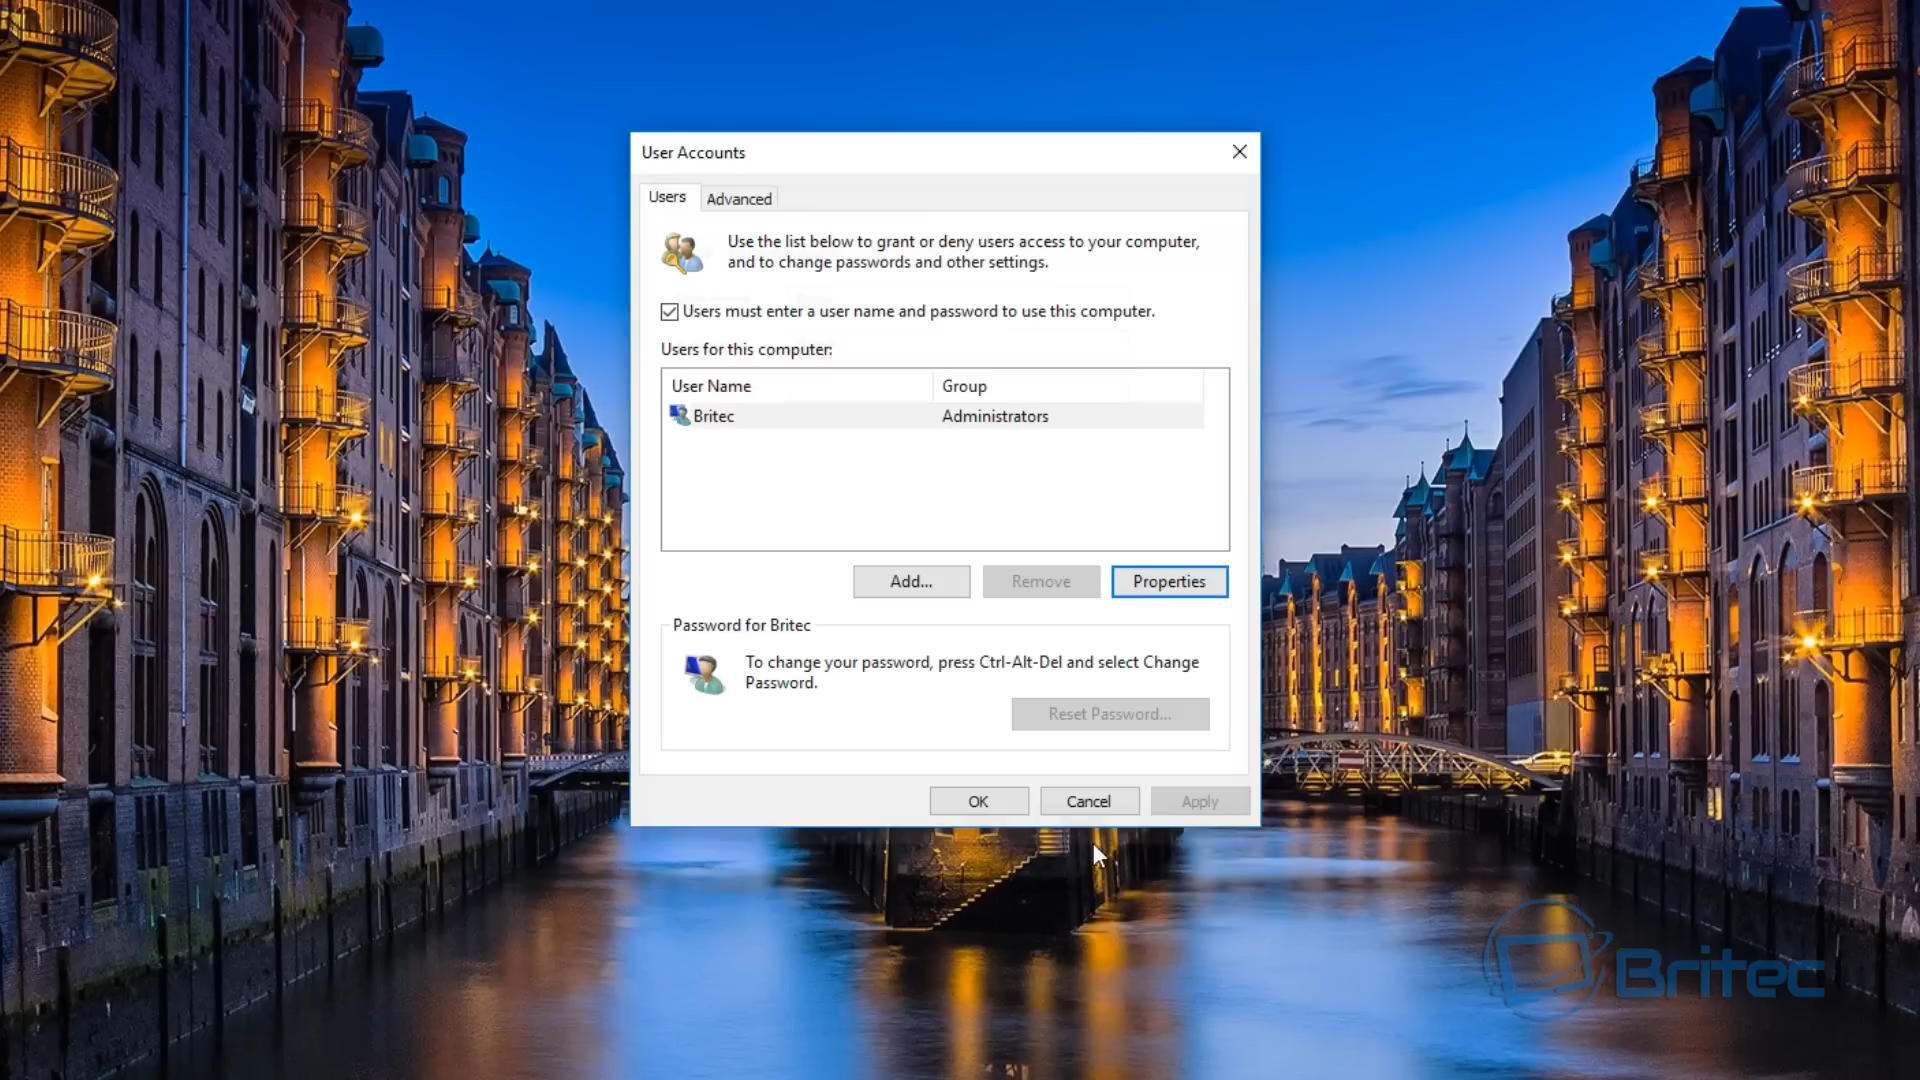 User Accounts
Users
Advanced
Use the list below to grant or deny users access to your computer,
and to change passwords and other settings.
Users must enter a user name and password to use this computer.
Users for this computer:
User Name
Group
Britec
Administrators
Add...
Remove
Properties
Password for Britec
To change your password, press Ctrl-Alt-Del and select Change
Password.
Reset Password...
OK
Cancel
Apply
Britec